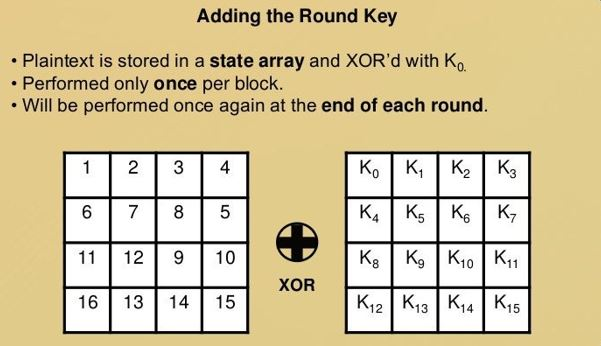 Adding the Round Key
• Plaintext is stored in a state array and XOR’d with K₀.
• Performed only once per block.
• Will be performed once again at the end of each round.
1 2 3 4 K₀ K₁ K₂ K₃
6 7 8 5 K₄ K₅ K₆ K₇
11 12 9 10 K₈ K₉ K₁₀ K₁₁
XOR
16 13 14 15 K₁₂ K₁₃ K₁₄ K₁₅